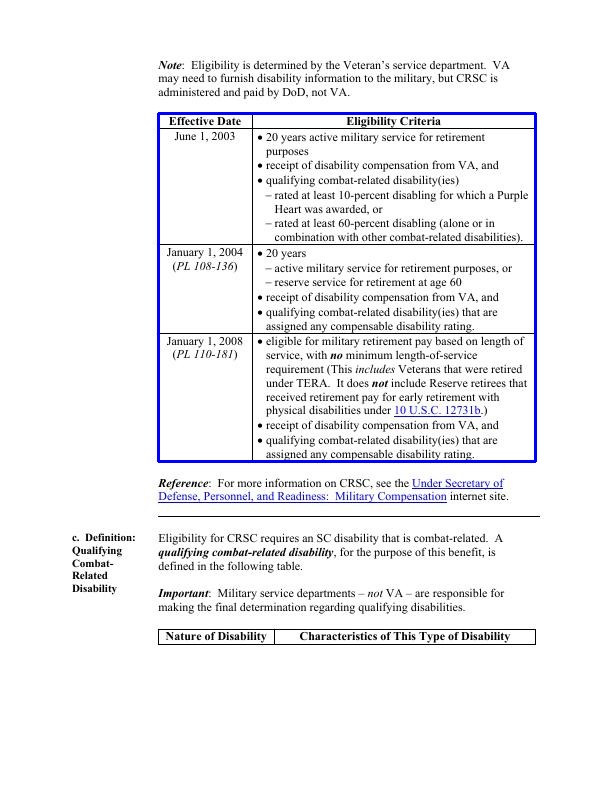 Note:  Eligibility is determined by the Veteran's service department.  VA
may need to furnish disability information to the military, but CRSC is
administered and paid by DoD, not VA.
Effective Date  Eligibility Criteria
June 1, 2003  • 20 years active military service for retirement
purposes
• receipt of disability compensation from VA, and
• qualifying combat-related disability(ies)
– rated at least 10-percent disabling for which a Purple
Heart was awarded, or
– rated at least 60-percent disabling (alone or in
combination with other combat-related disabilities).
January 1, 2004  • 20 years
(PL 108-136)  – active military service for retirement purposes, or
– reserve service for retirement at age 60
• receipt of disability compensation from VA, and
• qualifying combat-related disability(ies) that are
assigned any compensable disability rating.
January 1, 2008  • eligible for military retirement pay based on length of
(PL 110-181)  service, with no minimum length-of-service
requirement (This includes Veterans that were retired
under TERA.  It does not include Reserve retirees that
received retirement pay for early retirement with
physical disabilities under 10 U.S.C. 12731b.)
• receipt of disability compensation from VA, and
• qualifying combat-related disability(ies) that are
assigned any compensable disability rating.
Reference:  For more information on CRSC, see the Under Secretary of
Defense, Personnel, and Readiness:  Military Compensation internet site.
c.  Definition:
Qualifying
Combat-
Related
Disability
Eligibility for CRSC requires an SC disability that is combat-related.  A
qualifying combat-related disability, for the purpose of this benefit, is
defined in the following table.
Important:  Military service departments – not VA – are responsible for
making the final determination regarding qualifying disabilities.
Nature of Disability  Characteristics of This Type of Disability